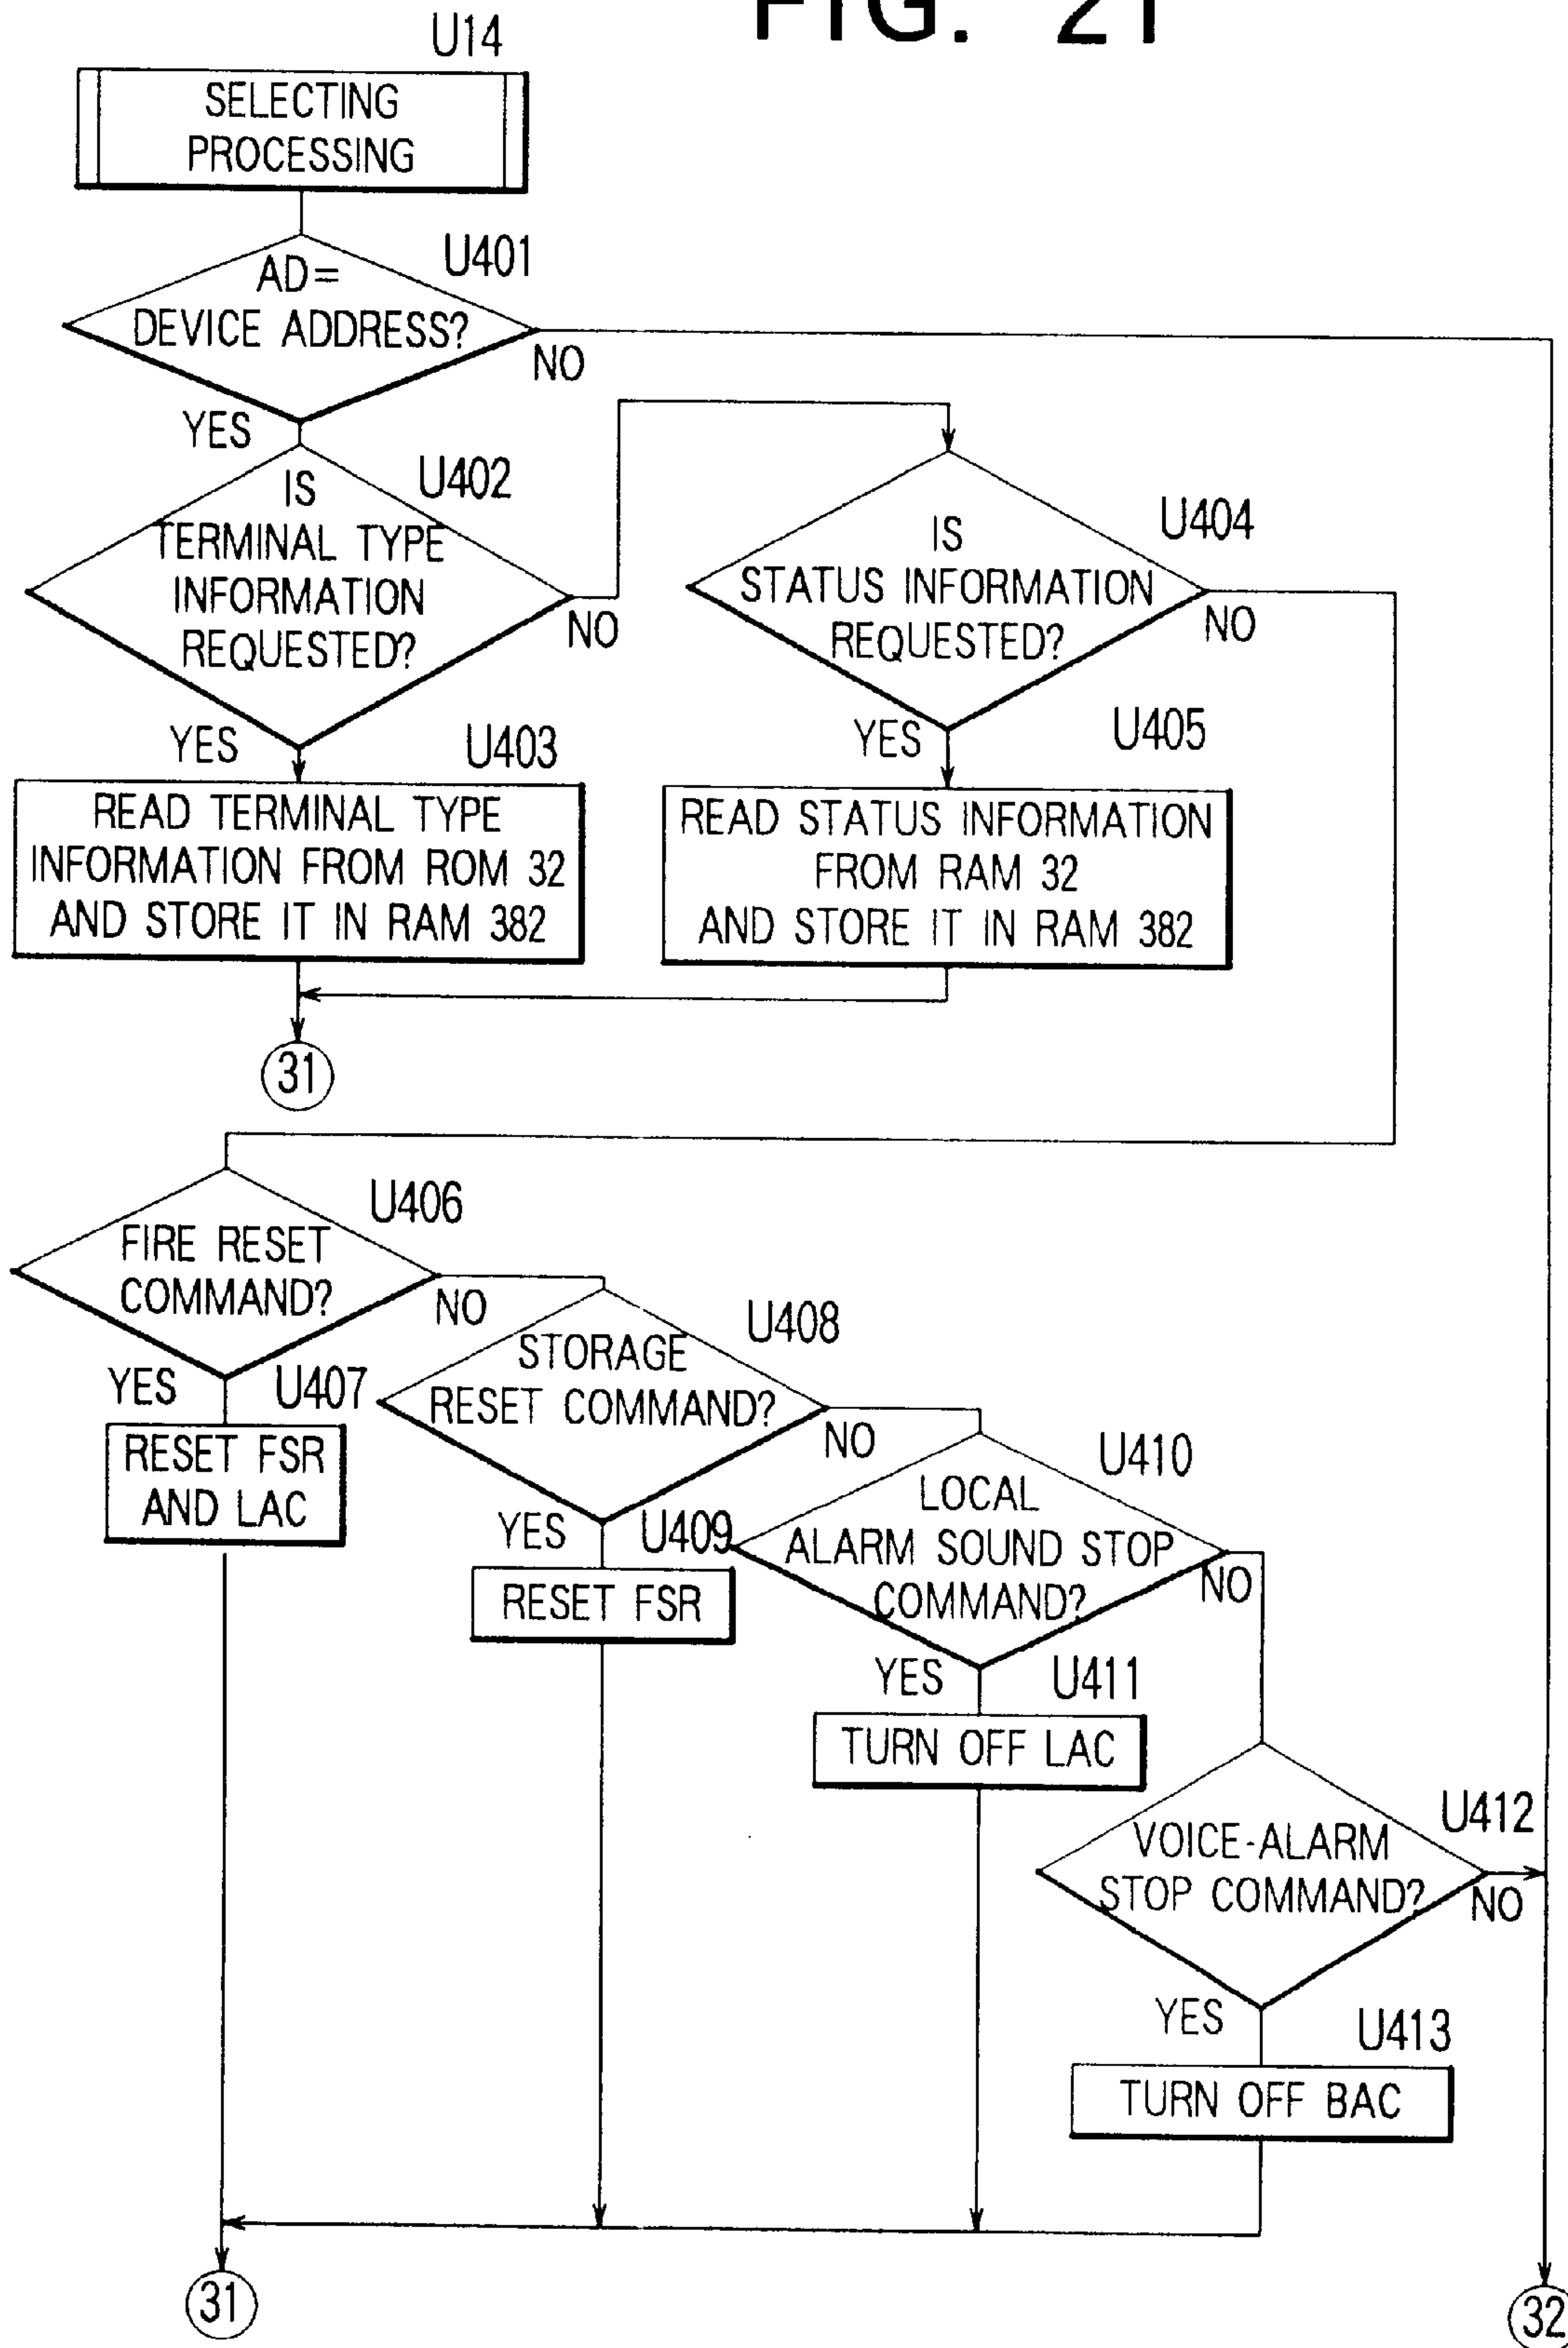 FIG. 21
U14
SELECTING
PROCESSING
U401
AD=
DEVICE ADDRESS?
NO
YES
U402
IS
TERMINAL TYPE
INFORMATION
REQUESTED?
NO
U404
IS
STATUS INFORMATION
REQUESTED?
NO
YES
U403
READ TERMINAL TYPE
INFORMATION FROM ROM 32
AND STORE IT IN RAM 382
YES
U405
READ STATUS INFORMATION
FROM RAM 32
AND STORE IT IN RAM 382
31
U406
FIRE RESET
COMMAND?
NO
YES
U407
RESET FSR
AND LAC
U408
STORAGE
RESET COMMAND?
NO
YES
U409
RESET FSR
U410
LOCAL
ALARM SOUND STOP
COMMAND?
NO
YES
U411
TURN OFF LAC
U412
VOICE-ALARM
STOP COMMAND?
NO
YES
U413
TURN OFF BAC
31
32